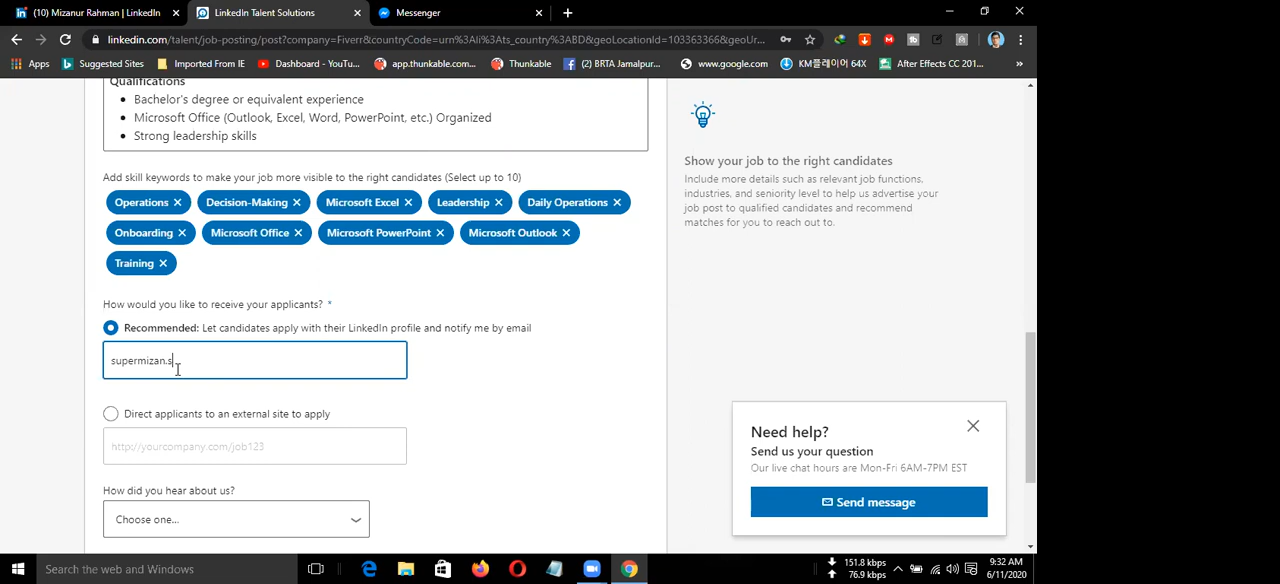 (10) Mizanur Rahman | LinkedIn
LinkedIn Talent Solutions
Messenger
linkedin.com/talent/job-posting/post?company=Fiverr&countryCode=urn%3Ali%3Ats_country%3ABD&geoLocationId=103363366&geoU...
Apps
Suggested Sites
Imported From IE
Dashboard - YouTu...
app.thunkable.com...
Thunkable
(2) BRTA Jamalpur...
www.google.com
KM플레이어 64X
After Effects CC 201...
»
Qualifications
• Bachelor's degree or equivalent experience
• Microsoft Office (Outlook, Excel, Word, PowerPoint, etc.) Organized
• Strong leadership skills
Add skill keywords to make your job more visible to the right candidates (Select up to 10)
Operations
Decision-Making
Microsoft Excel
Leadership
Daily Operations
Onboarding
Microsoft Office
Microsoft PowerPoint
Microsoft Outlook
Training
How would you like to receive your applicants? *
Recommended: Let candidates apply with their LinkedIn profile and notify me by email
supermizan.s
Direct applicants to an external site to apply
http://yourcompany.com/job123
How did you hear about us?
Choose one...
Show your job to the right candidates
Include more details such as relevant job functions,
industries, and seniority level to help us advertise your
job post to qualified candidates and recommend
matches for you to reach out to.
Need help?
Send us your question
Our live chat hours are Mon-Fri 6AM-7PM EST
Send message
Search the web and Windows
151.8 kbps
76.9 kbps
9:32 AM
6/11/2020